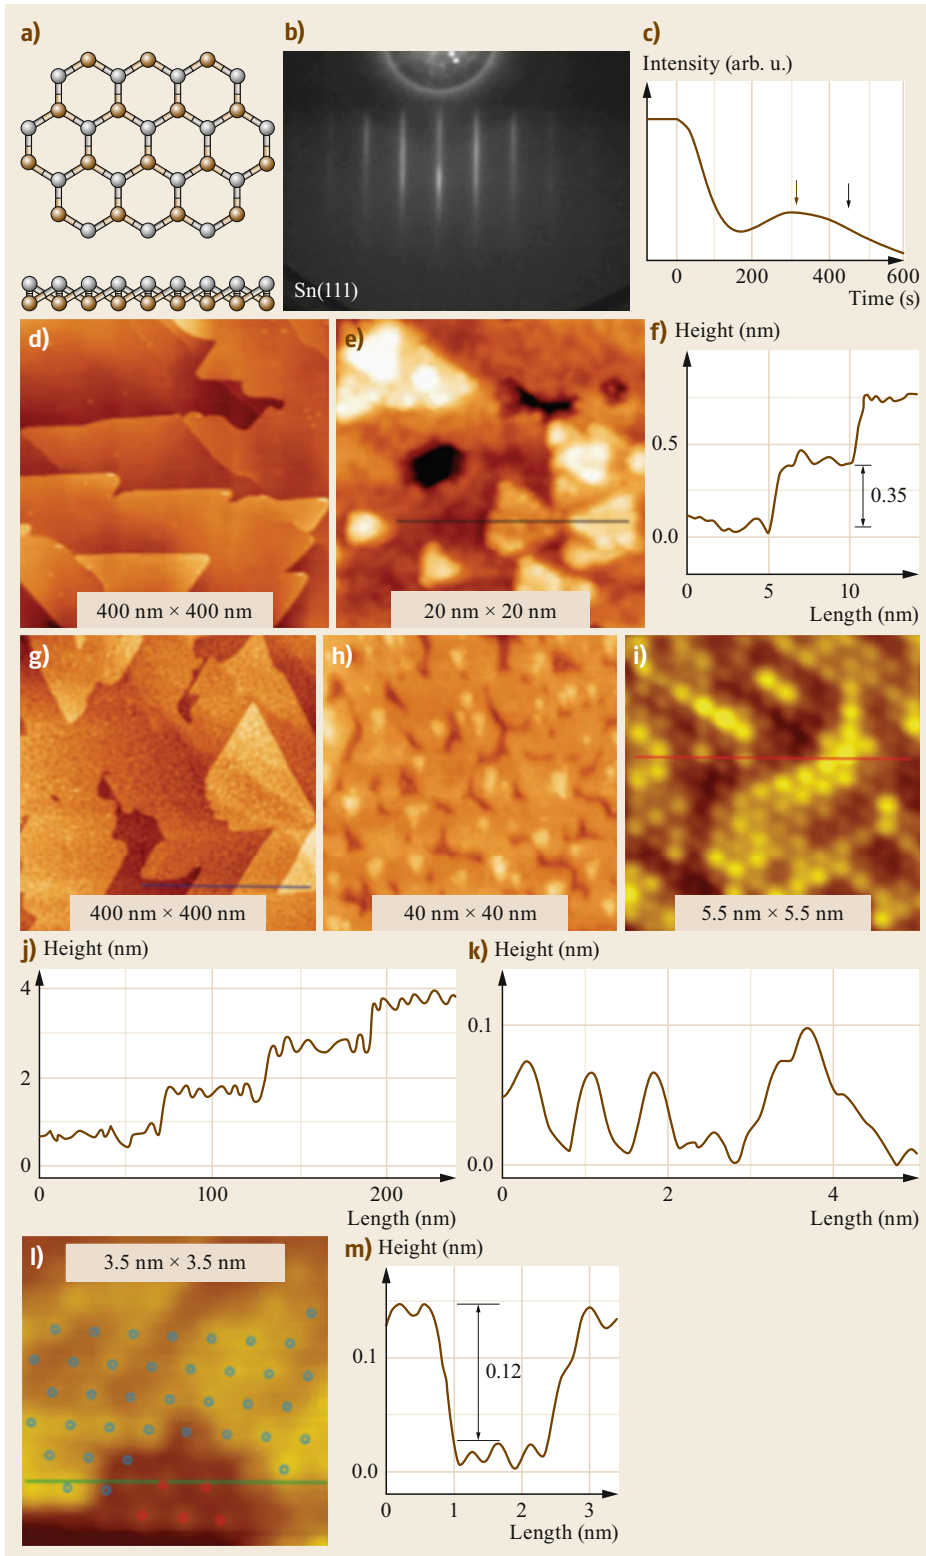 a)
b)
Sn(111)
c)
Intensity (arb. u.)
0
200
400
600
Time (s)
d)
400 nm × 400 nm
e)
20 nm × 20 nm
f) Height (nm)
0.5
0.35
0.0
0
5
10
Length (nm)
g)
400 nm × 400 nm
h)
40 nm × 40 nm
i)
5.5 nm × 5.5 nm
j) Height (nm)
4
2
0
0
100
200
Length (nm)
k) Height (nm)
0.1
0.0
0
2
4
Length (nm)
l)
3.5 nm × 3.5 nm
m) Height (nm)
0.1
0.12
0.0
0
1
2
3
Length (nm)